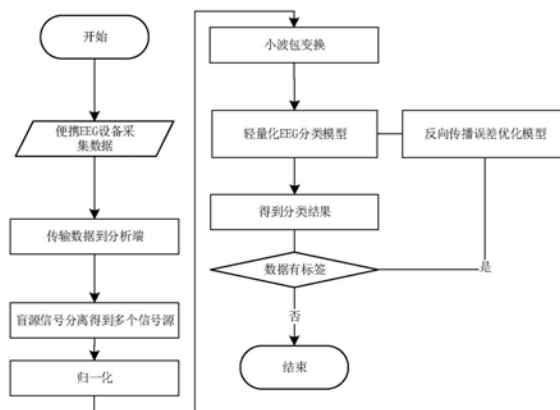 开始
便携EEG设备采
集数据
传输数据到分析端
盲源信号分离得到多个信号源
归一化
小波包变换
轻量化EEG分类模型
反向传播误差优化模型
得到分类结果
数据有标签
是
否
结束